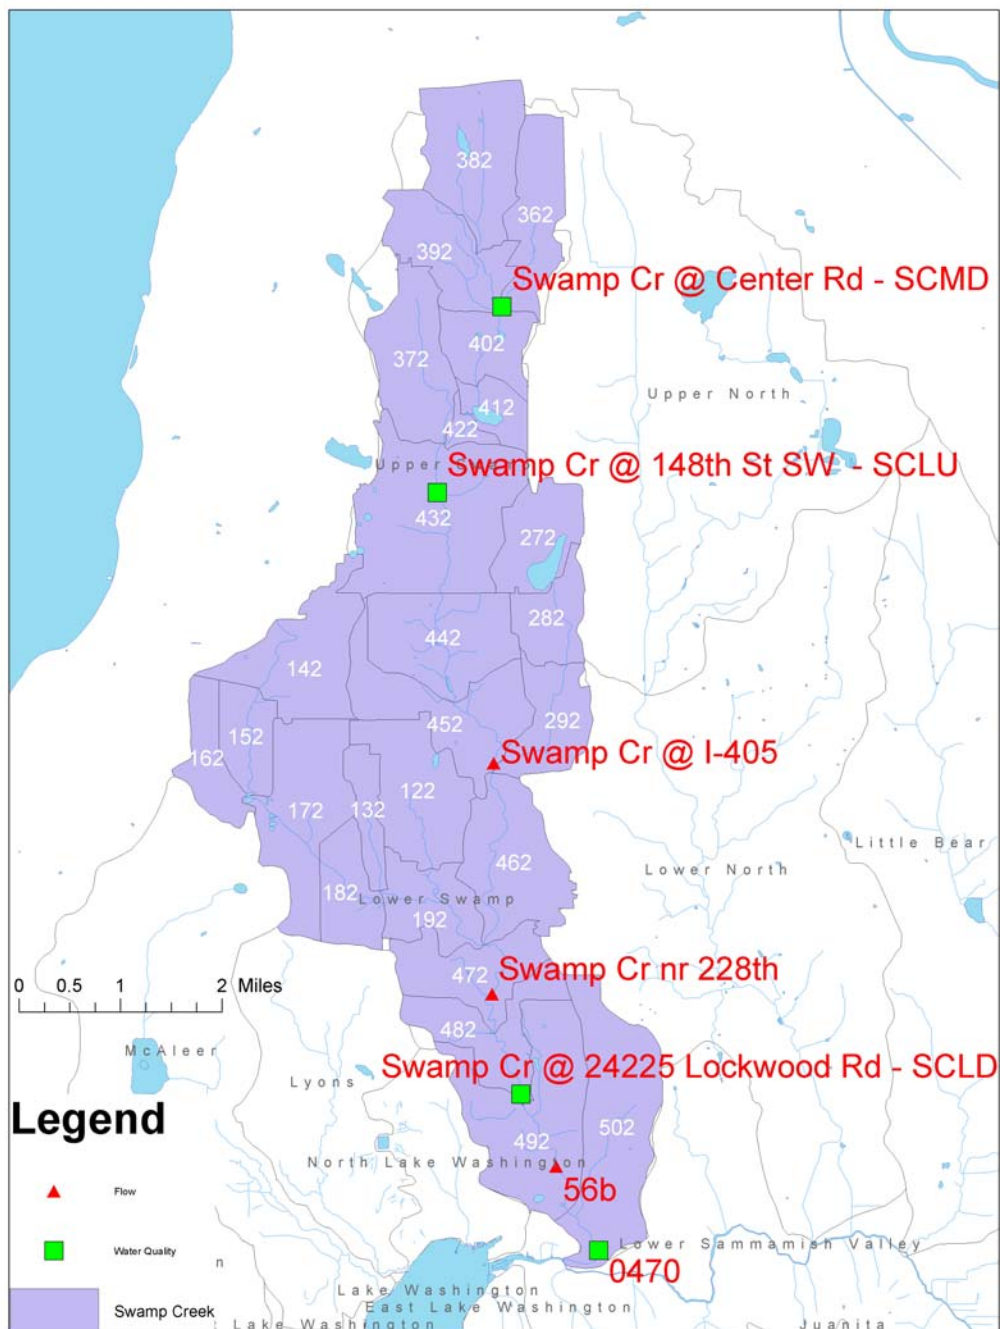 382
362
392
Swamp Cr @ Center Rd - SCMD
402
372
Upper North
412
422
Swamp Cr @ 148th St SW - SCLU
432
272
282
442
142
452
292
152
162
Swamp Cr @ I-405
122
132
172
Little Bear
462
Lower North
182
Lower Swamp
192
Swamp Cr nr 228th
472
0 0.5 1 2 Miles
482
McAleer
Swamp Cr @ 24225 Lockwood Rd - SCLD
Lyons
Legend
502
492
North Lake Washington
56b
Flow
Lower Sammamish Valley
Water Quality
n
0470
Lake Washington
East Lake Washington
Swamp Creek
Lake Washington
Juanita